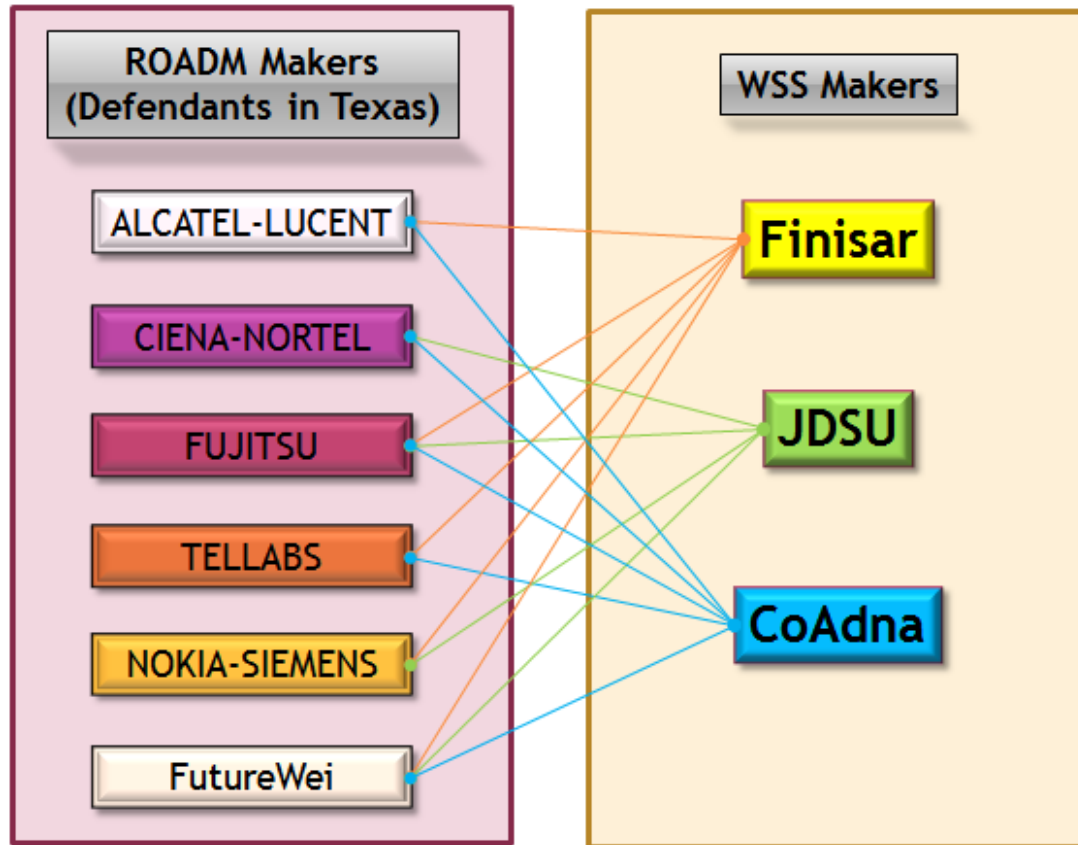 ROADM Makers
(Defendants in Texas)
ALCATEL-LUCENT
CIENA-NORTEL
FUJITSU
TELLABS
NOKIA-SIEMENS
FutureWei
WSS Makers
Finisar
JDSU
CoAdna